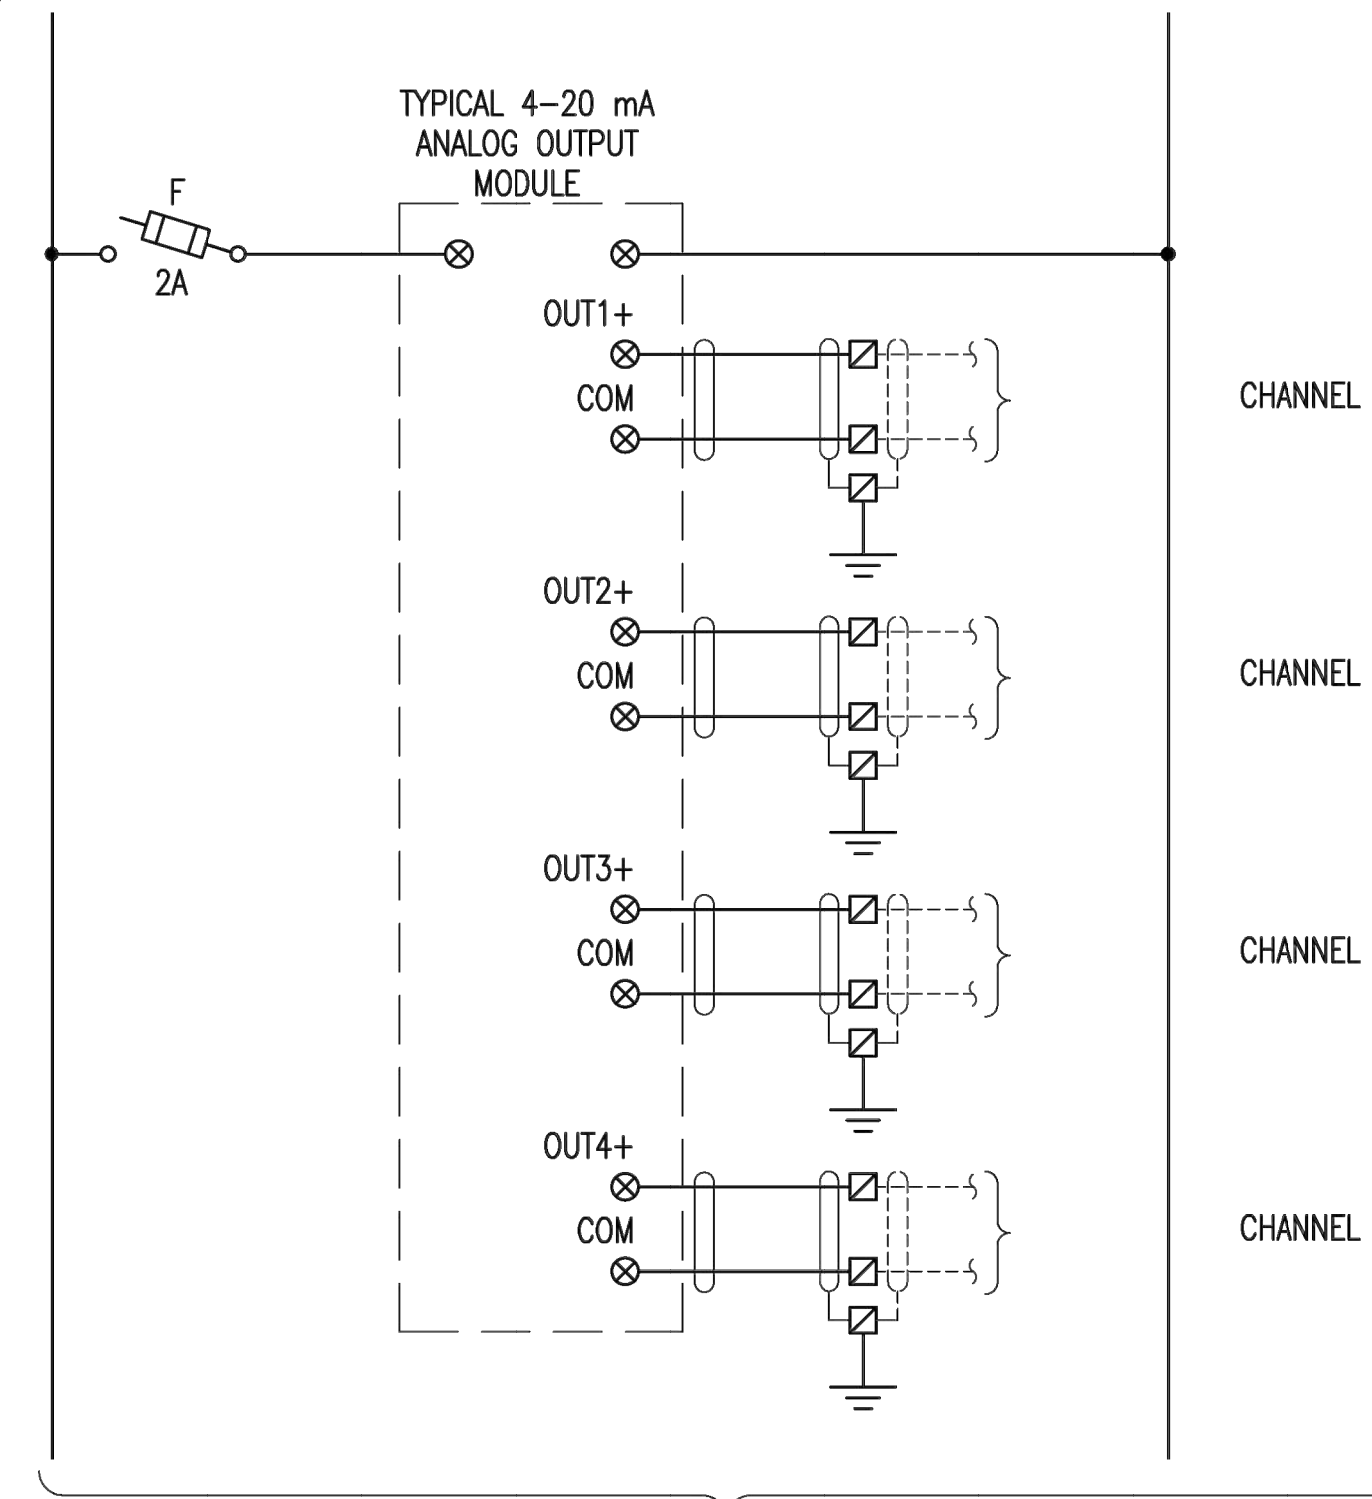 TYPICAL 4-20 mA
ANALOG OUTPUT
MODULE
F
2A
OUT1+
COM
CHANNEL
OUT2+
COM
CHANNEL
OUT3+
COM
CHANNEL
OUT4+
COM
CHANNEL